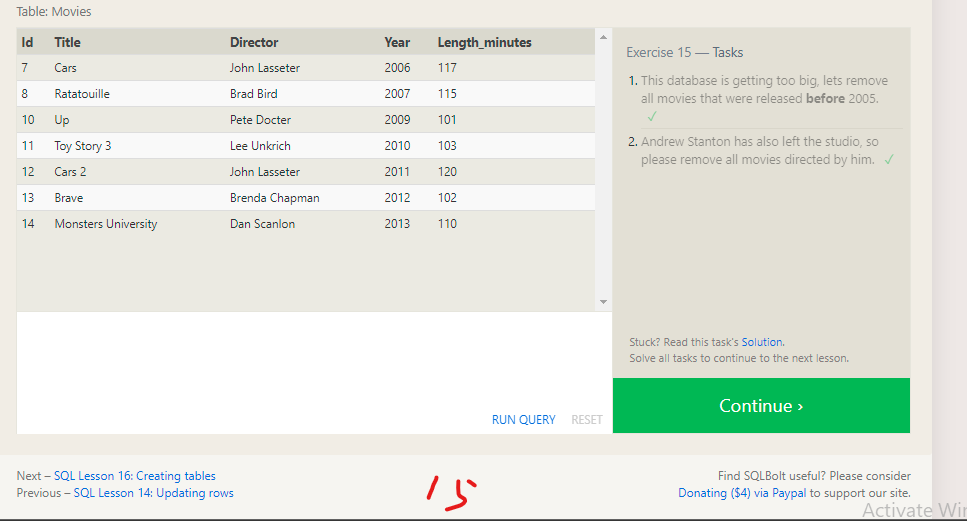 Table: Movies
Id Title Director Year Length_minutes
7 Cars John Lasseter 2006 117
8 Ratatouille Brad Bird 2007 115
10 Up Pete Docter 2009 101
11 Toy Story 3 Lee Unkrich 2010 103
12 Cars 2 John Lasseter 2011 120
13 Brave Brenda Chapman 2012 102
14 Monsters University Dan Scanlon 2013 110
Exercise 15 — Tasks
1. This database is getting too big, lets remove
all movies that were released before 2005.
✓
2. Andrew Stanton has also left the studio, so
please remove all movies directed by him. ✓
Stuck? Read this task's Solution.
Solve all tasks to continue to the next lesson.
RUN QUERY RESET
Continue ›
Next – SQL Lesson 16: Creating tables
Previous – SQL Lesson 14: Updating rows
15
Find SQLBolt useful? Please consider
Donating ($4) via Paypal to support our site.
Activate Wi